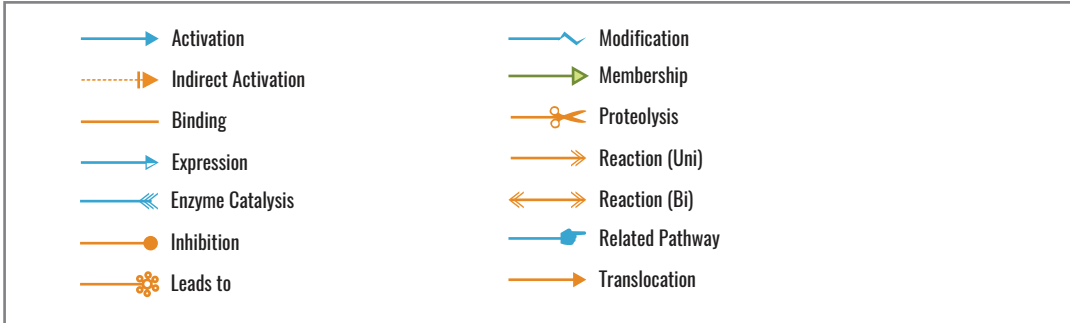 Activation
Indirect Activation
Binding
Expression
Enzyme Catalysis
Inhibition
Leads to
Modification
Membership
Proteolysis
Reaction (Uni)
Reaction (Bi)
Related Pathway
Translocation